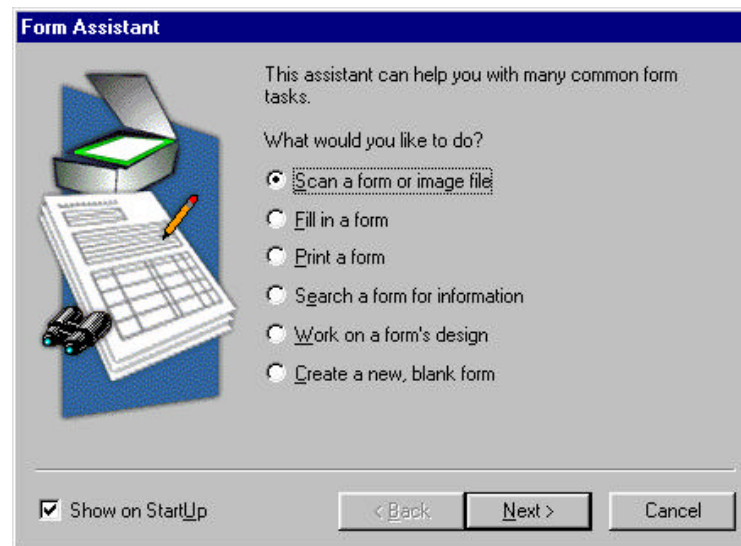 Form Assistant
This assistant can help you with many common form
tasks.
What would you like to do?
Scan a form or image file
Fill in a form
Print a form
Search a form for information
Work on a form's design
Create a new, blank form
Show on StartUp
< Back
Next >
Cancel